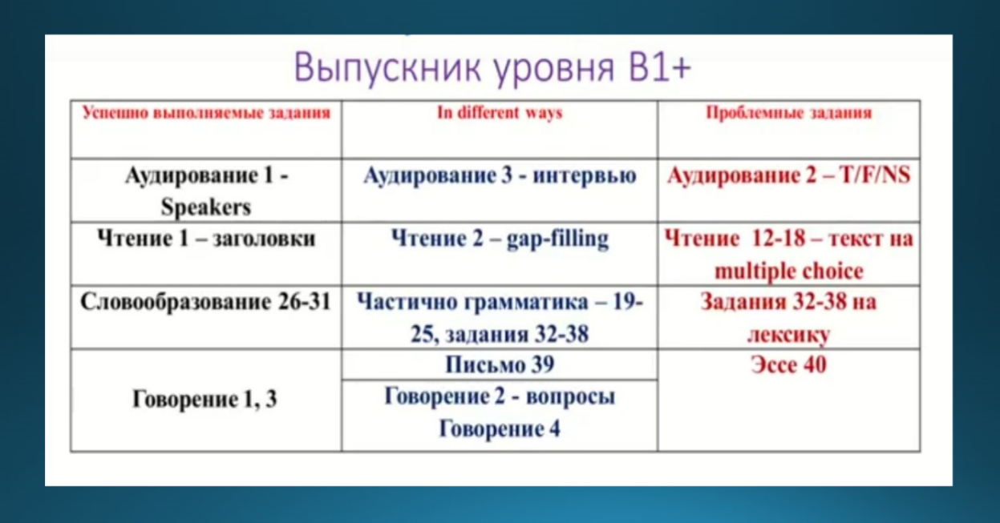 Выпускник уровня В1+
Успешно выполняемые задания
In different ways
Проблемные задания
Аудирование 1 -
Speakers
Аудирование 3 - интервью
Аудирование 2 – T/F/NS
Чтение 1 – заголовки
Чтение 2 – gap-filling
Чтение 12-18 – текст на
multiple choice
Словообразование 26-31
Частично грамматика – 19-
25, задания 32-38
Задания 32-38 на
лексику
Говорение 1, 3
Письмо 39
Говорение 2 - вопросы
Говорение 4
Эссе 40